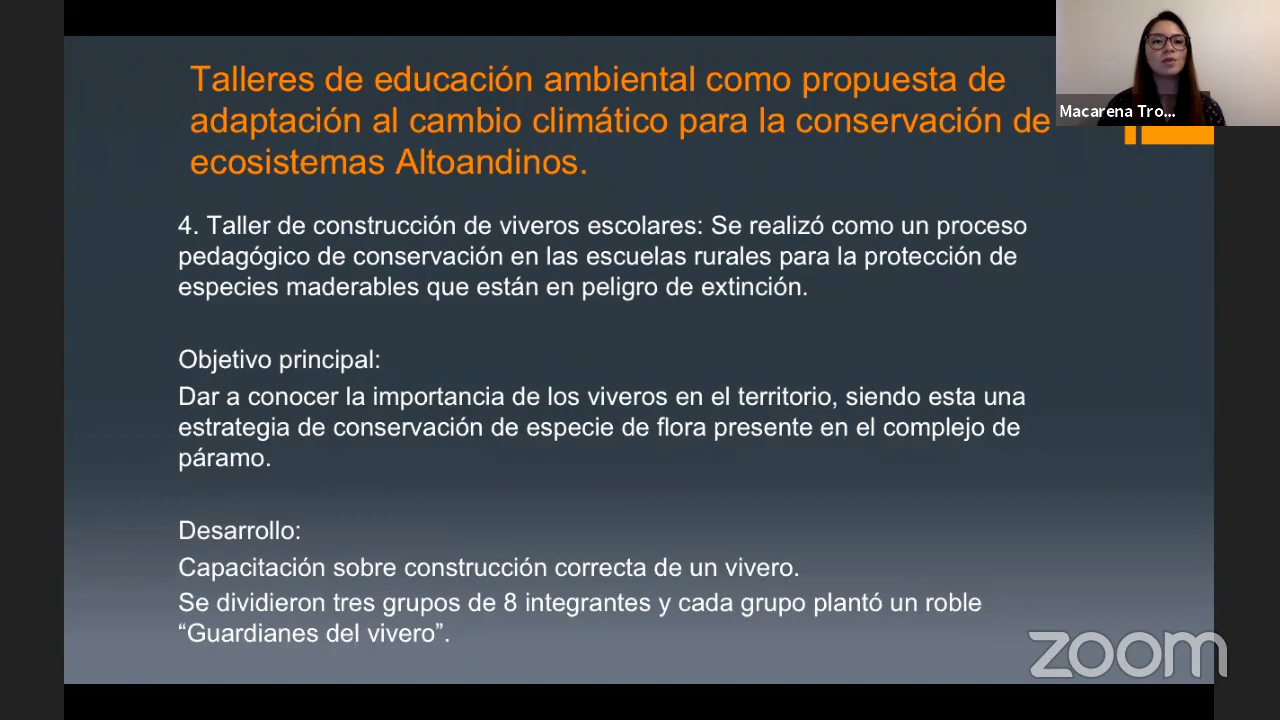 Talleres de educación ambiental como propuesta de
adaptación al cambio climático para la conservación de
ecosistemas Altoandinos.
Macarena Tro...
4. Taller de construcción de viveros escolares: Se realizó como un proceso
pedagógico de conservación en las escuelas rurales para la protección de
especies maderables que están en peligro de extinción.
Objetivo principal:
Dar a conocer la importancia de los viveros en el territorio, siendo esta una
estrategia de conservación de especie de flora presente en el complejo de
páramo.
Desarrollo:
Capacitación sobre construcción correcta de un vivero.
Se dividieron tres grupos de 8 integrantes y cada grupo plantó un roble
“Guardianes del vivero”.
zoom